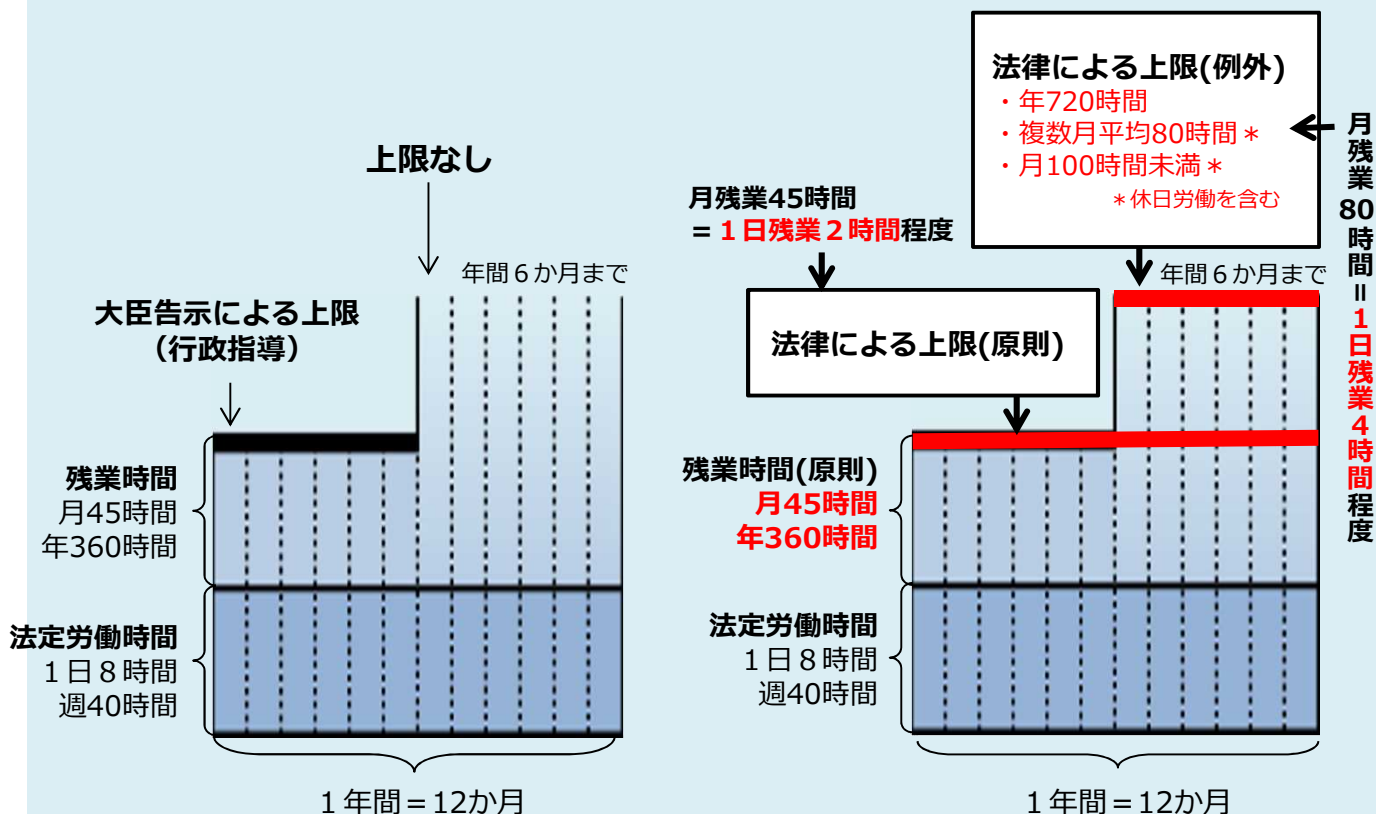 上限なし
年間６か月まで
大臣告示による上限
（行政指導）
残業時間
月45時間
年360時間
法定労働時間
１日８時間
週40時間
１年間＝12か月
法律による上限(例外)
・年720時間
・複数月平均80時間＊
・月100時間未満＊
＊休日労働を含む
月残業45時間
＝１日残業２時間程度
年間６か月まで
法律による上限(原則)
月残業80時間＝１日残業４時間程度
残業時間(原則)
月45時間
年360時間
法定労働時間
１日８時間
週40時間
１年間＝12か月